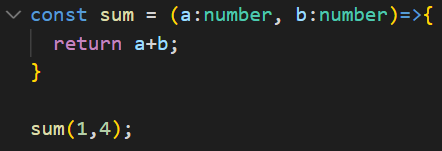 const sum = (a:number, b:number)=>{
  return a+b;
}

sum(1,4);